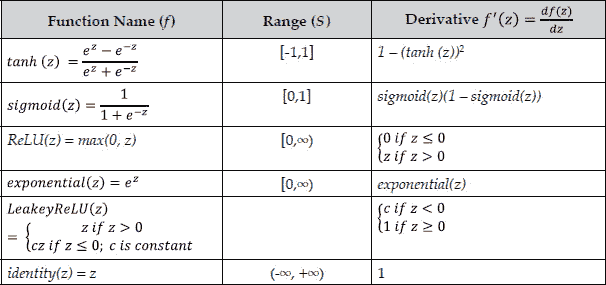 Function Name (f) Range (S) Derivative f'(z) = df(z)/dz
tanh (z) = (e^z − e^−z)/(e^z + e^−z) [-1,1] 1 – (tanh (z))²
sigmoid(z) = 1/(1 + e^−z) [0,1] sigmoid(z)(1 – sigmoid(z))
ReLU(z) = max(0, z) [0,∞) {0 if z ≤ 0
z if z > 0
exponential(z) = e^z [0,∞) exponential(z)
LeakeyReLU(z)
= { z if z > 0
cz if z ≤ 0; c is constant
{c if z < 0
1 if z ≥ 0
identity(z) = z (-∞, +∞) 1